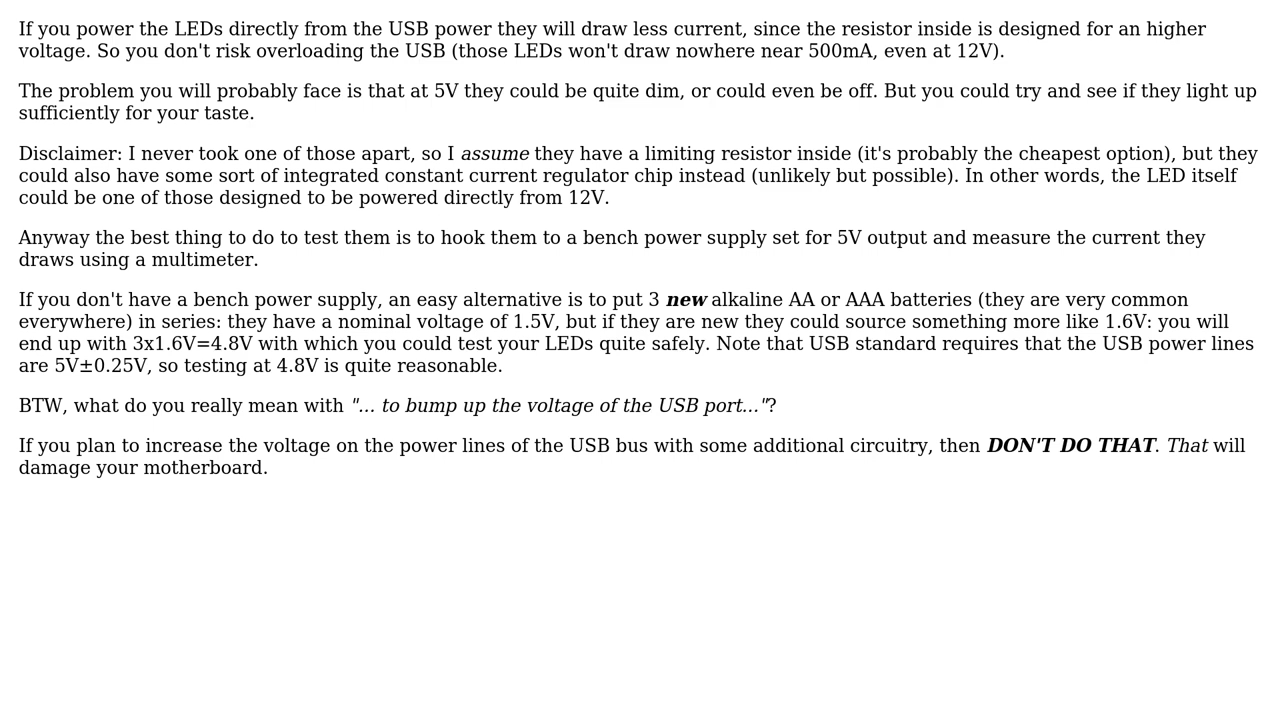 If you power the LEDs directly from the USB power they will draw less current, since the resistor inside is designed for an higher
voltage. So you don't risk overloading the USB (those LEDs won't draw nowhere near 500mA, even at 12V).
The problem you will probably face is that at 5V they could be quite dim, or could even be off. But you could try and see if they light up
sufficiently for your taste.
Disclaimer: I never took one of those apart, so I assume they have a limiting resistor inside (it's probably the cheapest option), but they
could also have some sort of integrated constant current regulator chip instead (unlikely but possible). In other words, the LED itself
could be one of those designed to be powered directly from 12V.
Anyway the best thing to do to test them is to hook them to a bench power supply set for 5V output and measure the current they
draws using a multimeter.
If you don't have a bench power supply, an easy alternative is to put 3 new alkaline AA or AAA batteries (they are very common
everywhere) in series: they have a nominal voltage of 1.5V, but if they are new they could source something more like 1.6V: you will
end up with 3x1.6V=4.8V with which you could test your LEDs quite safely. Note that USB standard requires that the USB power lines
are 5V±0.25V, so testing at 4.8V is quite reasonable.
BTW, what do you really mean with "... to bump up the voltage of the USB port..."?
If you plan to increase the voltage on the power lines of the USB bus with some additional circuitry, then DON'T DO THAT. That will
damage your motherboard.